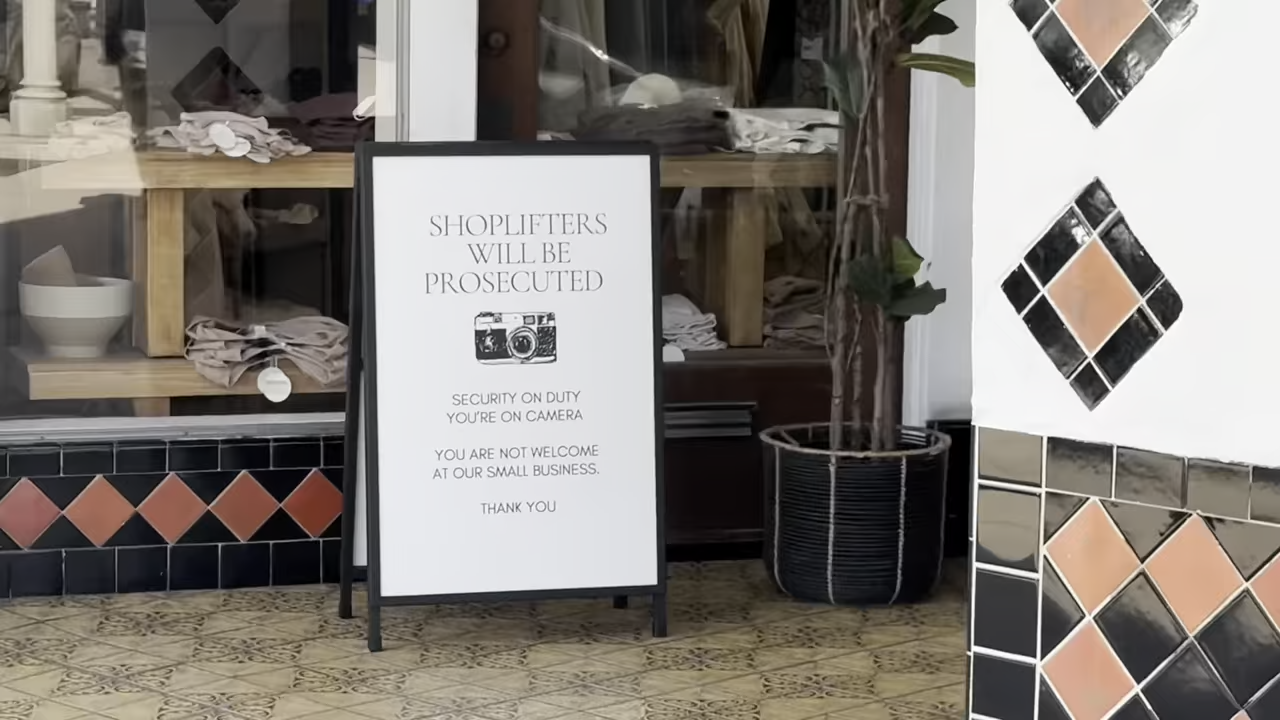 SHOPLIFTERS
WILL BE
PROSECUTED
SECURITY ON DUTY
YOU'RE ON CAMERA
YOU ARE NOT WELCOME
AT OUR SMALL BUSINESS.
THANK YOU